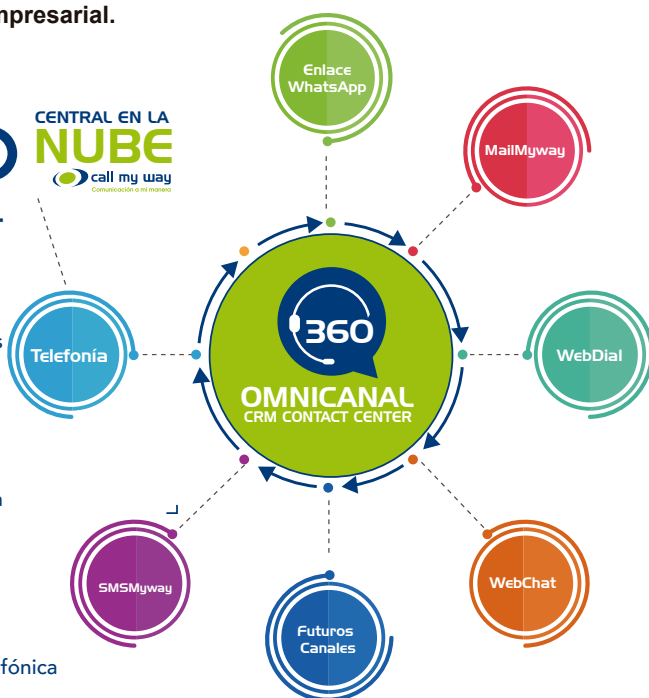 mpresarial.
CENTRAL EN LA
NUBE
call my way
Comunicación a mi manera
Enlace
WhatsApp
MailMyway
Telefonía
360
OMNICANAL
CRM CONTACT CENTER
WebDial
SMSMyway
WebChat
Futuros
Canales
efónica